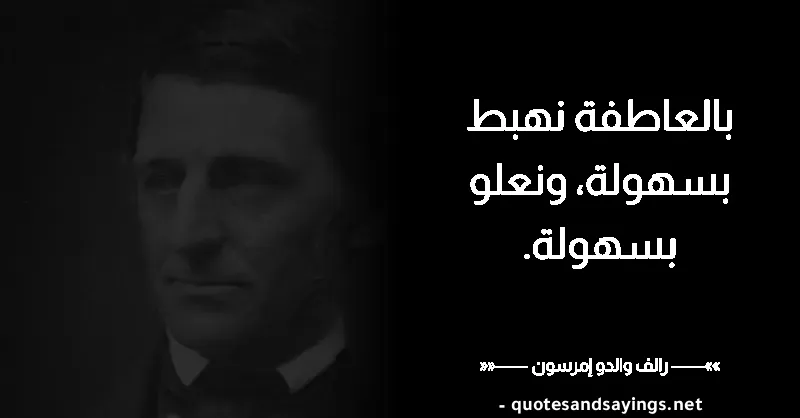 بالعاطفة نهبط
بسهولة، ونعلو
بسهولة.
»»——— رالف والدو إمرسون ———««
- quotesandsayings.net